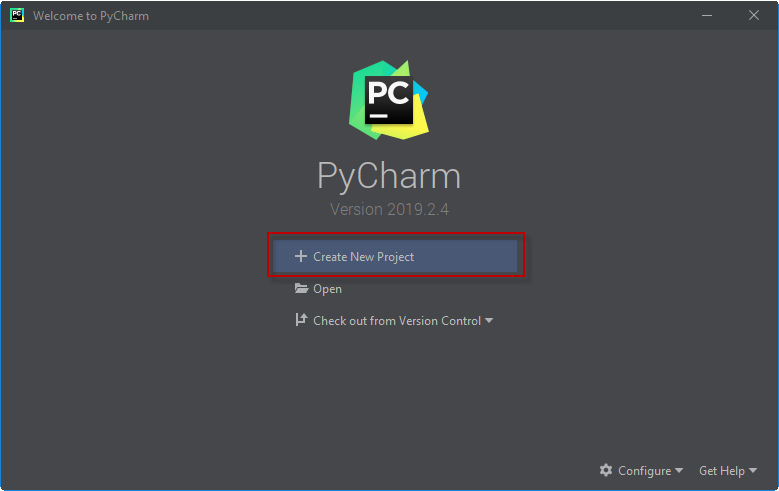 PC Welcome to PyCharm
PC
PyCharm
Version 2019.2.4
Create New Project
Open
Check out from Version Control
Configure Get Help